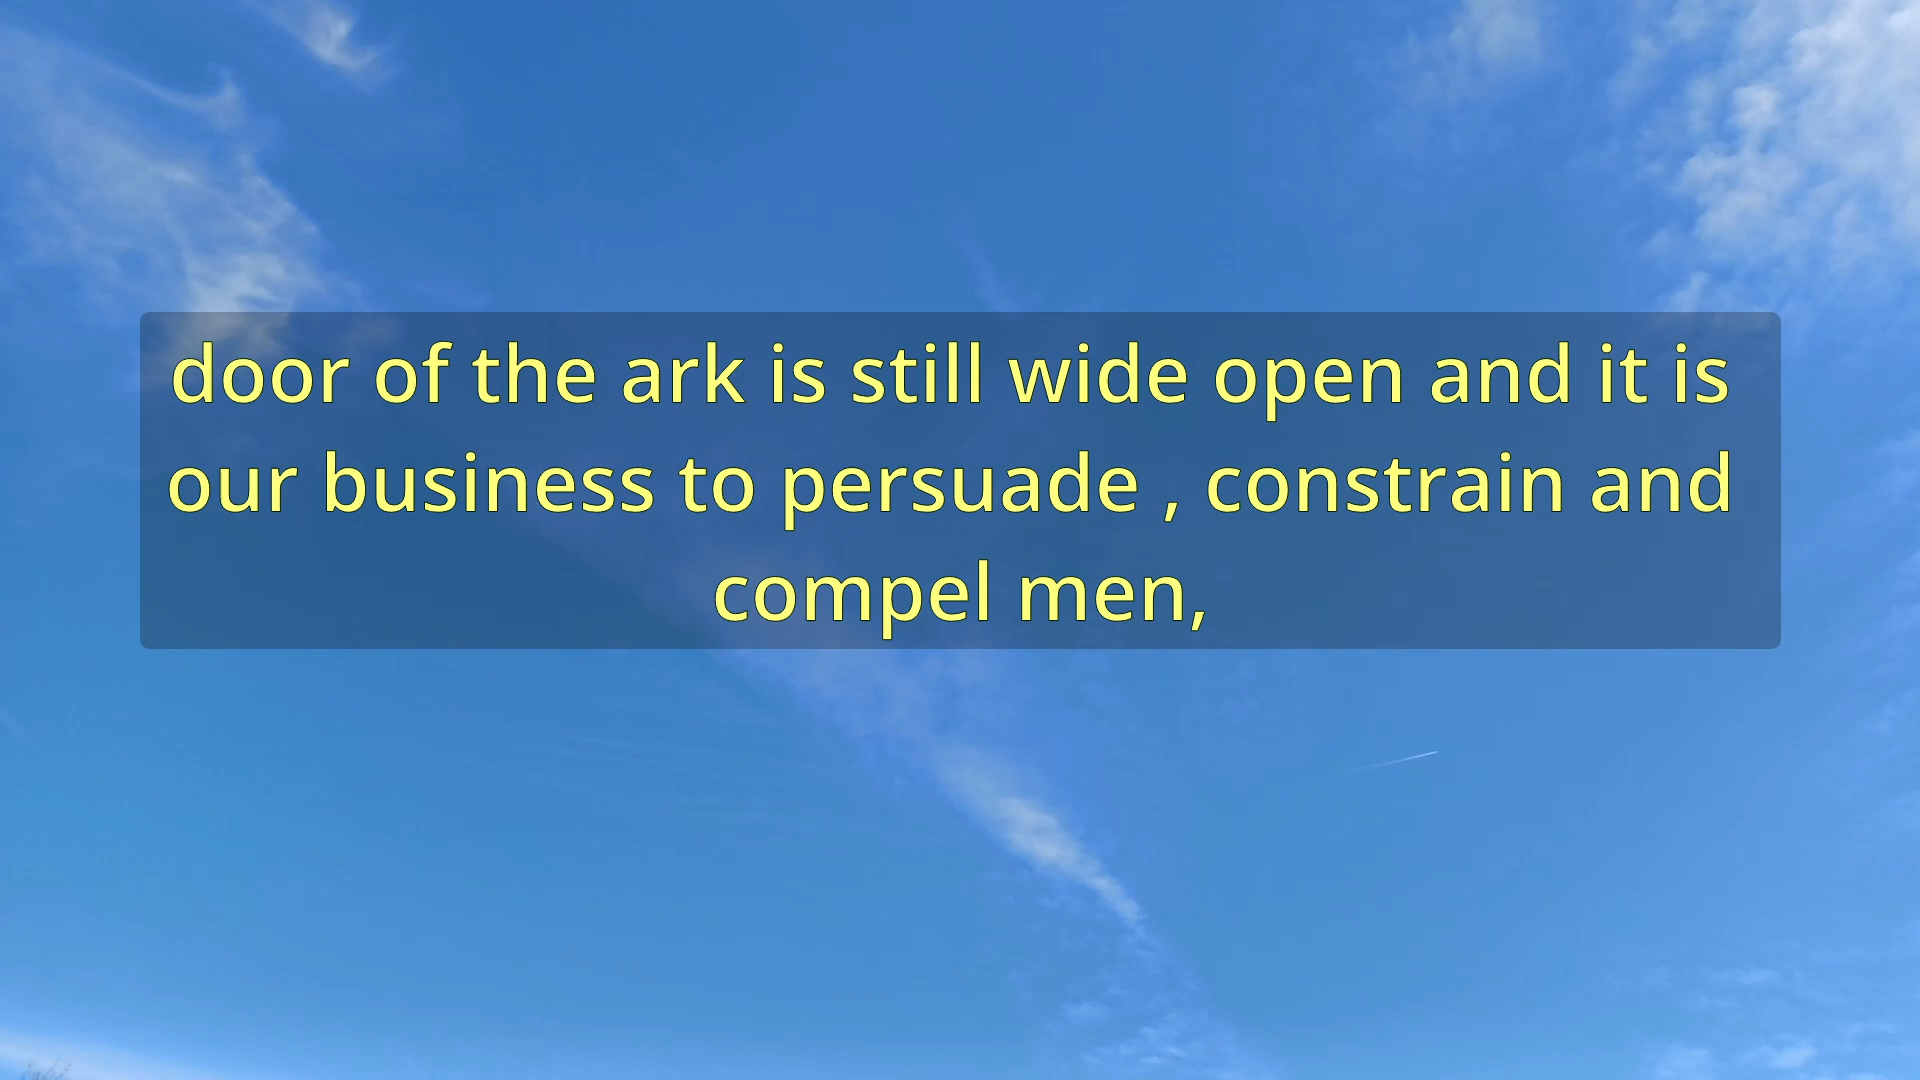 door of the ark is still wide open and it is
our business to persuade , constrain and
compel men,